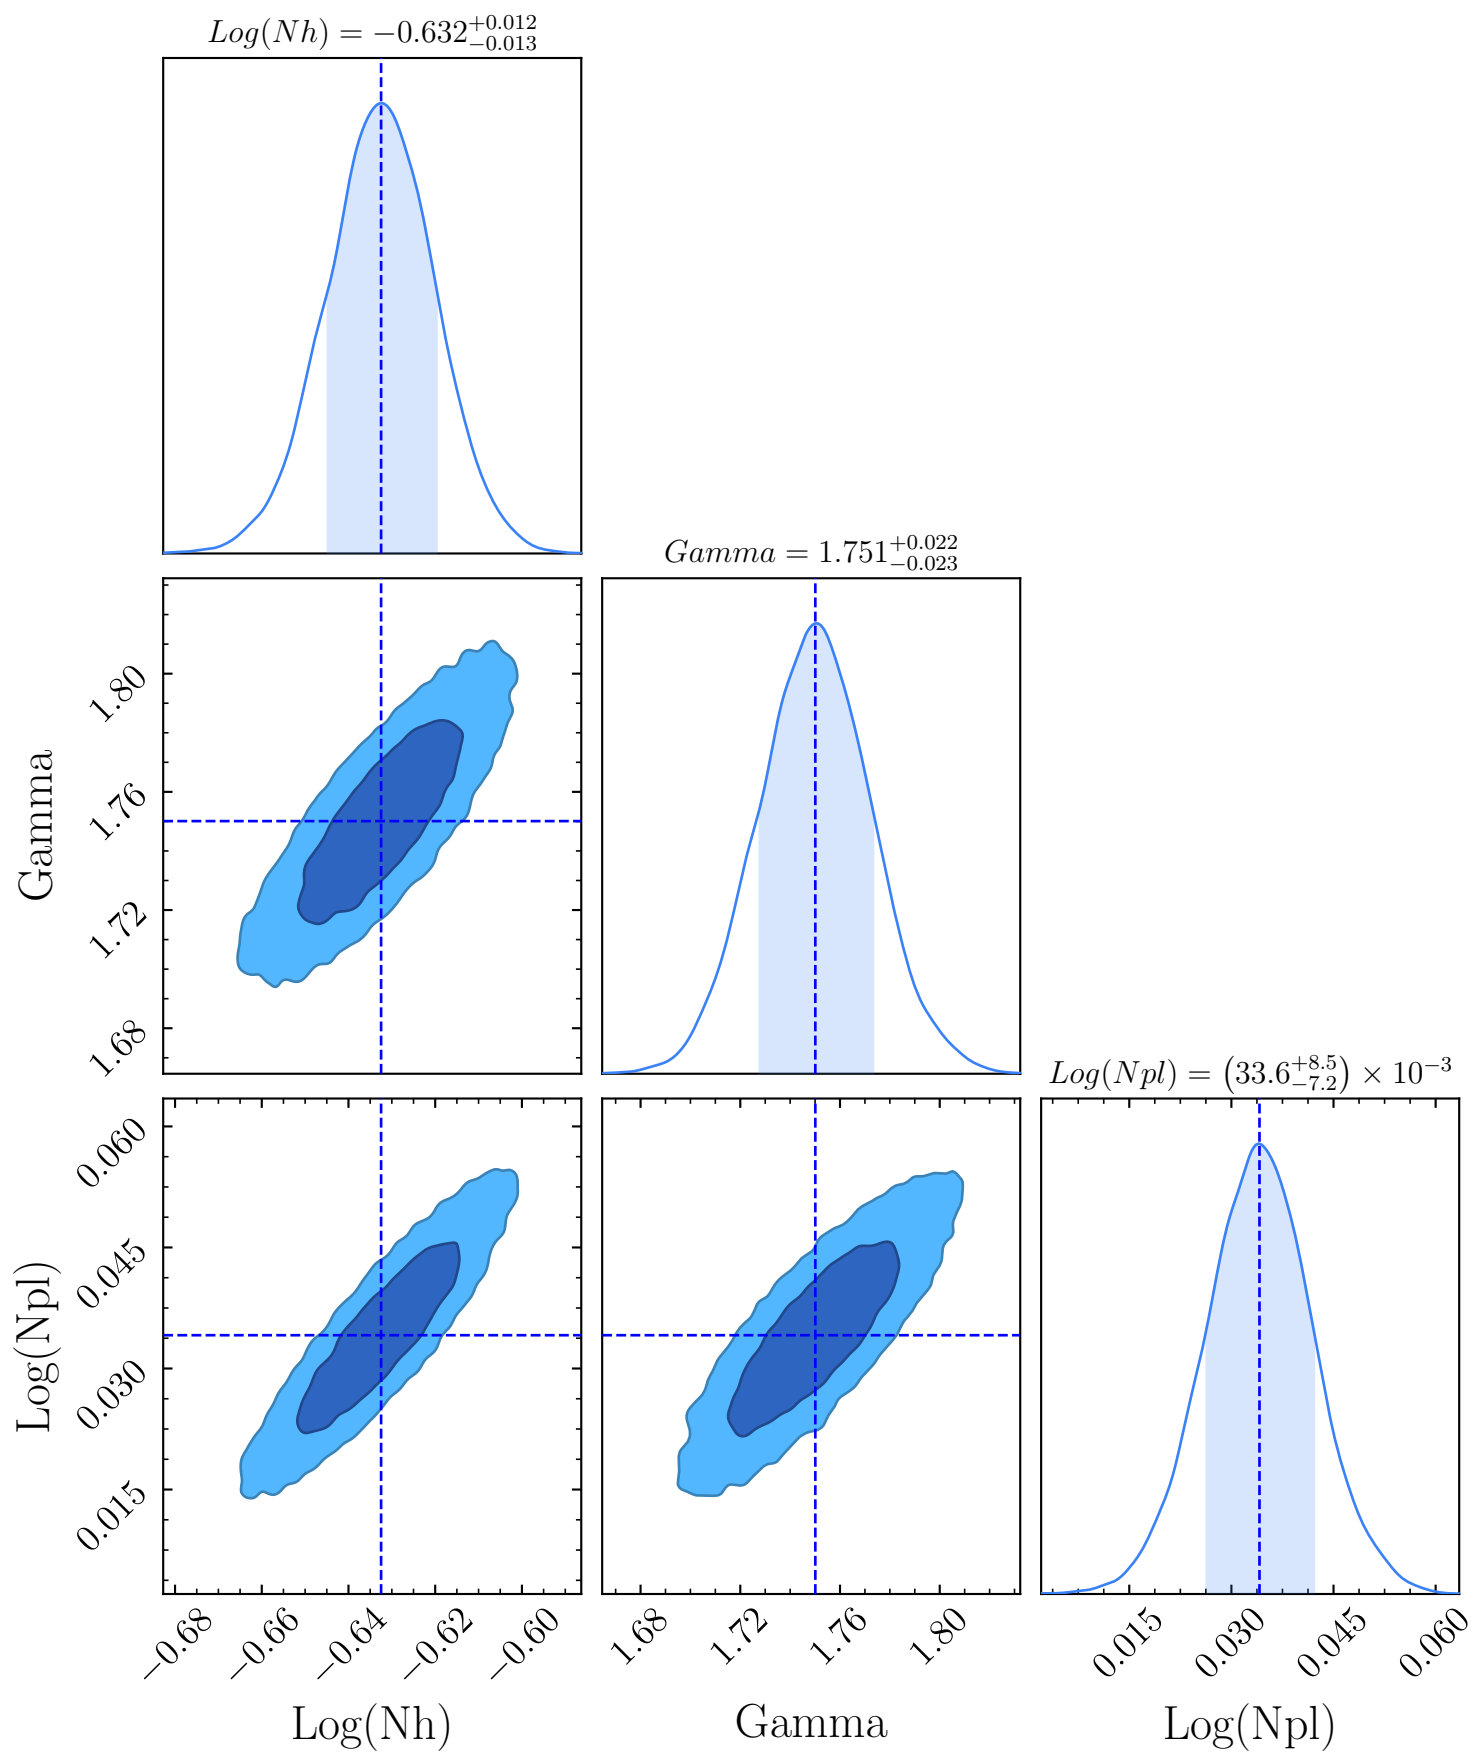 Log(Nh) = −0.632 +0.012 −0.013
Gamma = 1.751 +0.022 −0.023
1.80
1.76
1.72
1.68
Gamma
Log(Npl) = (33.6 +8.5 −7.2) × 10−3
0.060
0.045
0.030
0.015
Log(Npl)
−0.68 −0.66 −0.64 −0.62 −0.60 1.68 1.72 1.76 1.80 0.015 0.030 0.045 0.060
Log(Nh) Gamma Log(Npl)